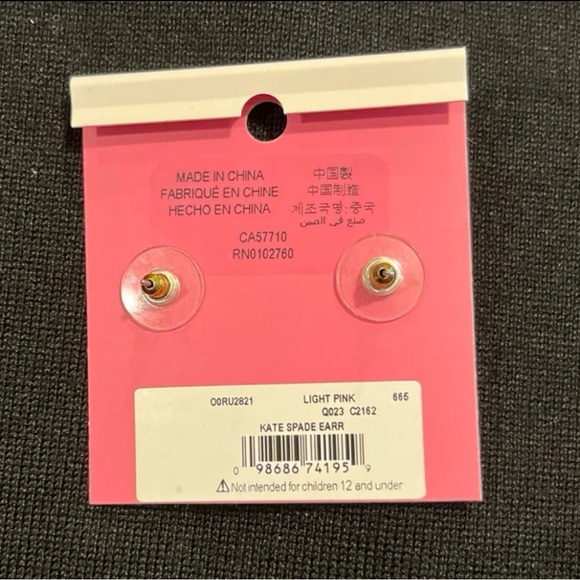 MADE IN CHINA
FABRIQUÉ EN CHINE
HECHO EN CHINA
中国製
中国制造
제조국명:중국
صنع في الصين
CA57710
RN0102760
O0RU2821 LIGHT PINK 665
Q023 C2162
KATE SPADE EARR
0 98686 74195 9
⚠ Not intended for children 12 and under